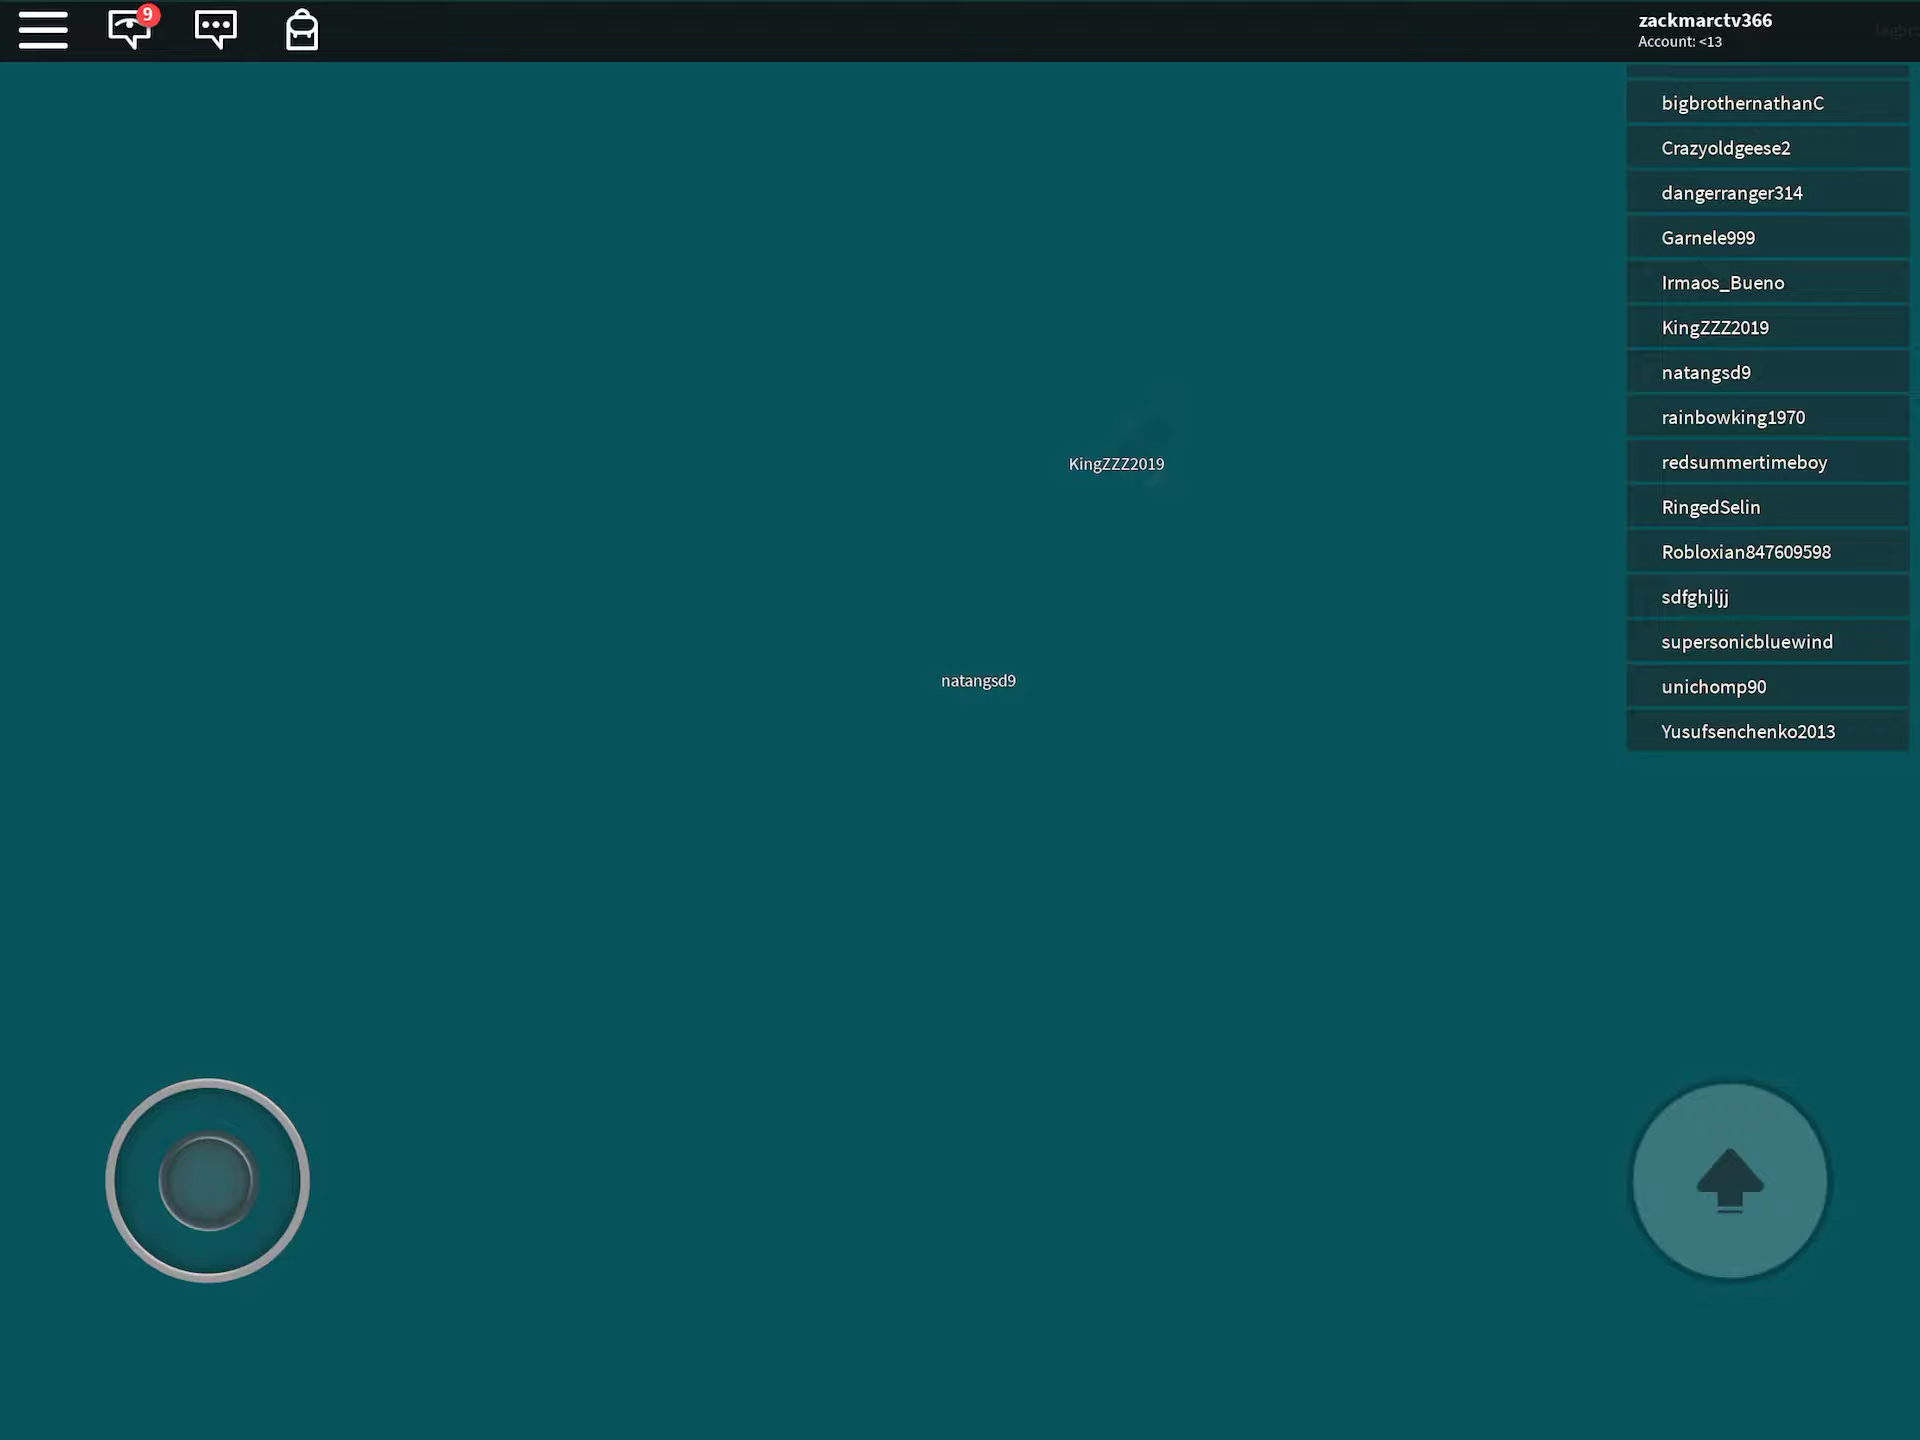 9
zackmarctv366
Account: <13
bigbrothernathanC
Crazyoldgeese2
dangerranger314
Garnele999
Irmaos_Bueno
KingZZZ2019
natangsd9
rainbowking1970
redsummertimeboy
RingedSelin
Robloxian847609598
sdfghjljj
supersonicbluewind
unichomp90
Yusufsenchenko2013
KingZZZ2019
natangsd9